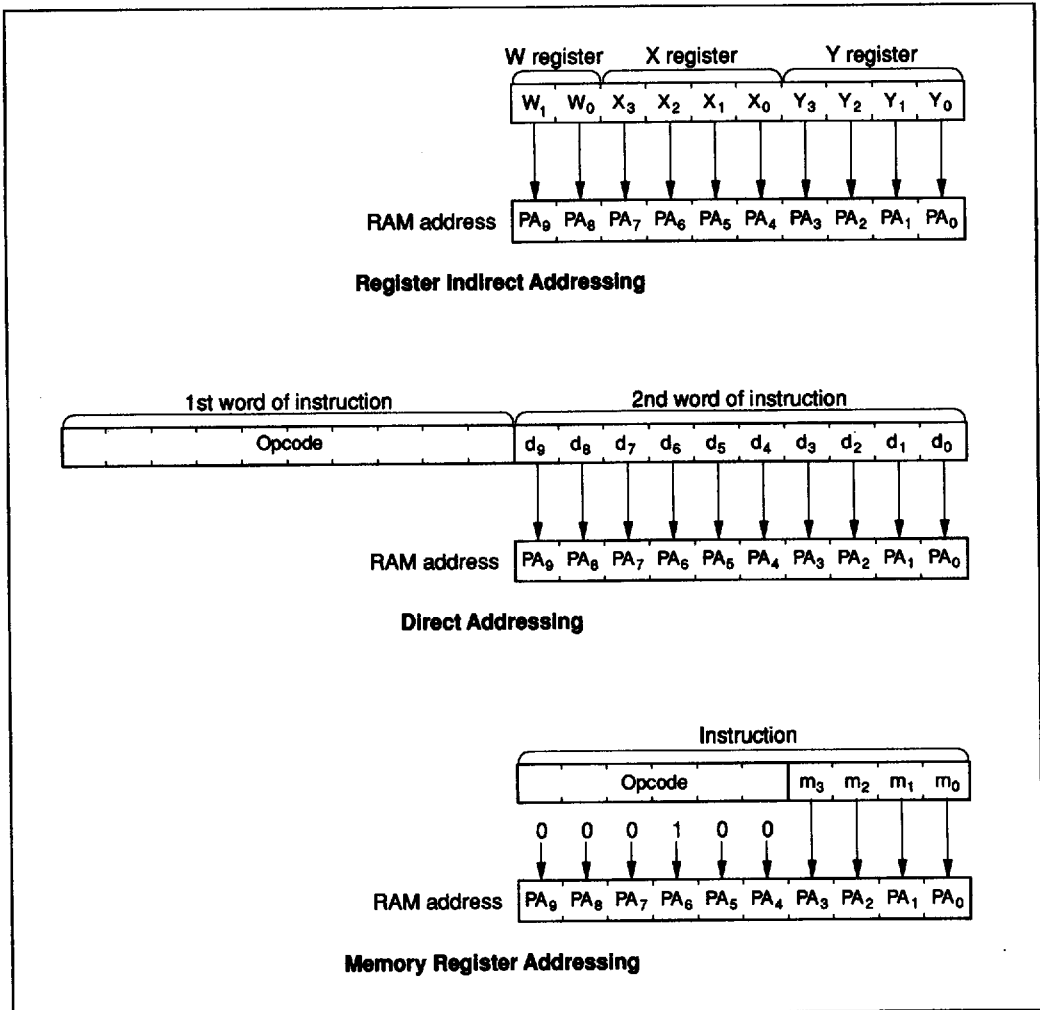 W register X register Y register
W₁ W₀ X₃ X₂ X₁ X₀ Y₃ Y₂ Y₁ Y₀
RAM address PA₉ PA₈ PA₇ PA₆ PA₅ PA₄ PA₃ PA₂ PA₁ PA₀
Register Indirect Addressing
1st word of instruction 2nd word of instruction
Opcode d₉ d₈ d₇ d₆ d₅ d₄ d₃ d₂ d₁ d₀
RAM address PA₉ PA₈ PA₇ PA₆ PA₅ PA₄ PA₃ PA₂ PA₁ PA₀
Direct Addressing
Instruction
Opcode m₃ m₂ m₁ m₀
0 0 0 1 0 0
RAM address PA₉ PA₈ PA₇ PA₆ PA₅ PA₄ PA₃ PA₂ PA₁ PA₀
Memory Register Addressing